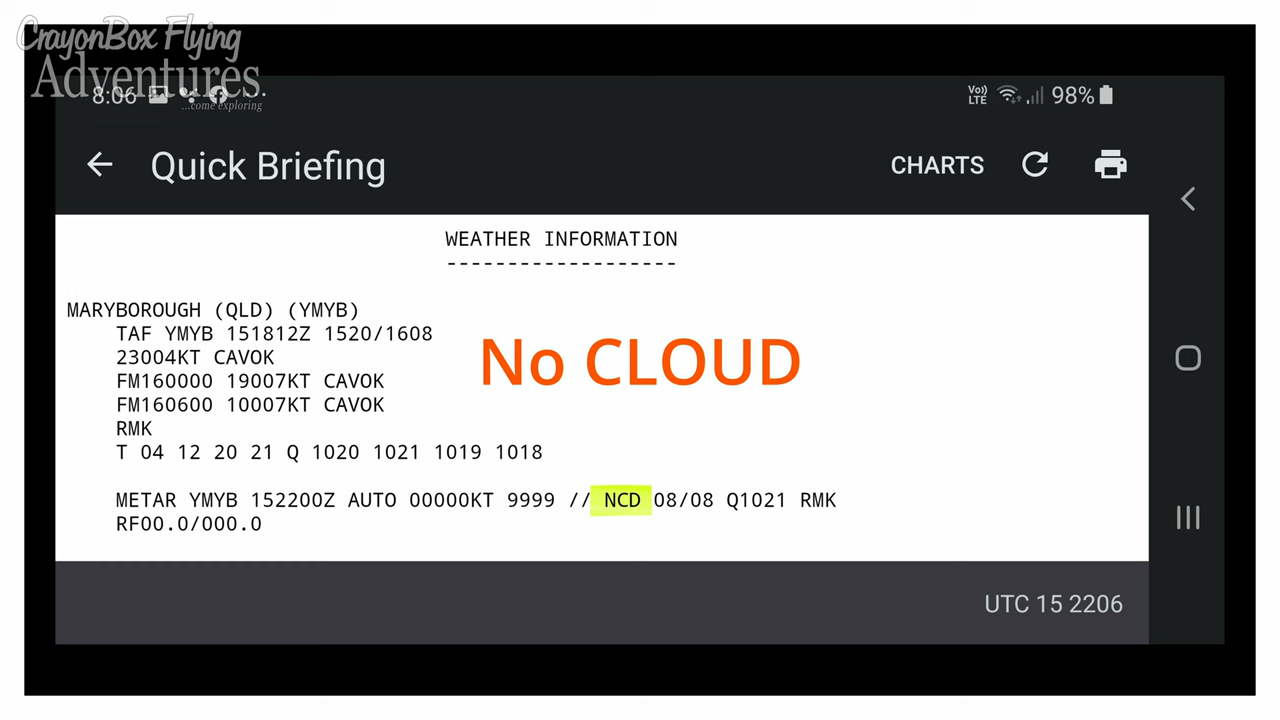 CrayonBox Flying
Adventures
...come exploring
8:06
Vo))
LTE
98%
Quick Briefing
CHARTS
WEATHER INFORMATION
-------------------
MARYBOROUGH (QLD) (YMYB)
TAF YMYB 151812Z 1520/1608
23004KT CAVOK
FM160000 19007KT CAVOK
FM160600 10007KT CAVOK
RMK
T 04 12 20 21 Q 1020 1021 1019 1018
No CLOUD
METAR YMYB 152200Z AUTO 00000KT 9999 // NCD 08/08 Q1021 RMK
RF00.0/000.0
UTC 15 2206